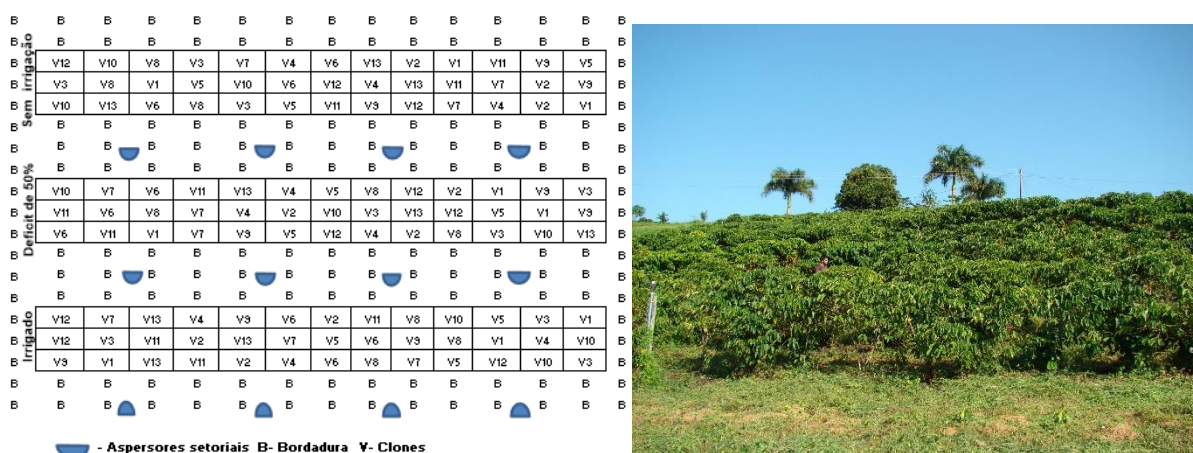 B B B B B B B B B B B B B B B
B B B B B B B B B B B B B B B
Sem irrigação
B V12 V10 V8 V3 V7 V4 V6 V13 V2 V1 V11 V9 V5 B
B V3 V8 V1 V5 V10 V6 V12 V4 V13 V11 V7 V2 V9 B
B V10 V13 V6 V8 V3 V5 V11 V9 V12 V7 V4 V2 V1 B
B B B B B B B B B B B B B B B
B B B B B B B B B B B B B B B
B B B B B B B B B B B B B B B
Deficit de 50%
B V10 V7 V6 V11 V13 V4 V5 V8 V12 V2 V1 V9 V3 B
B V11 V6 V8 V7 V4 V2 V10 V3 V13 V12 V5 V1 V9 B
B V6 V11 V1 V7 V9 V5 V12 V4 V2 V8 V3 V10 V13 B
B B B B B B B B B B B B B B B
B B B B B B B B B B B B B B B
B B B B B B B B B B B B B B B
Irrigado
B V12 V7 V13 V4 V9 V6 V2 V11 V8 V10 V5 V3 V1 B
B V12 V3 V11 V2 V13 V7 V5 V6 V9 V8 V1 V4 V10 B
B V9 V1 V13 V11 V2 V4 V6 V8 V7 V5 V12 V10 V3 B
B B B B B B B B B B B B B B B
B B B B B B B B B B B B B B B
- Aspersores setoriais B- Bordadura V- Clones